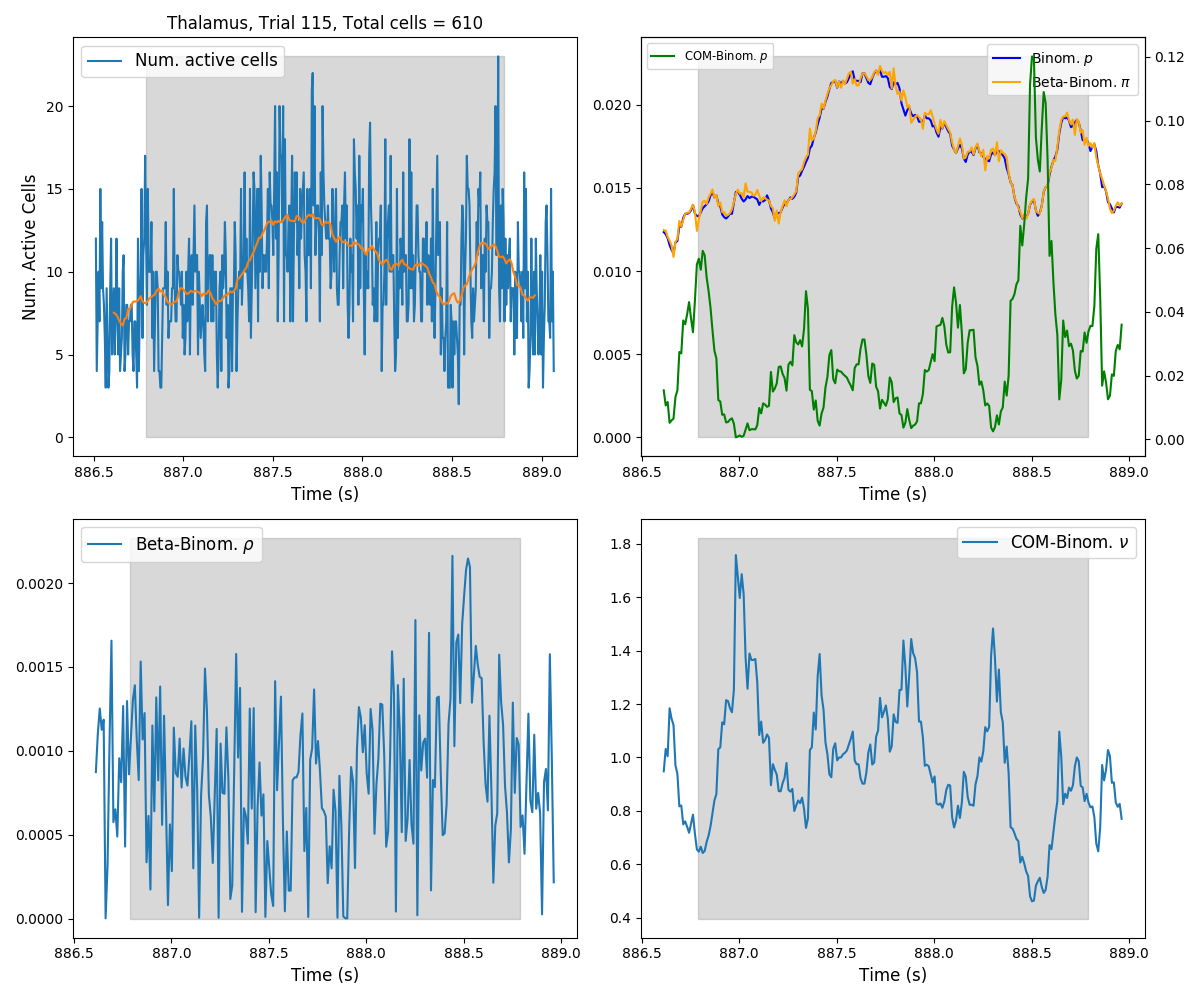 Thalamus, Trial 115, Total cells = 610
Num. active cells
Num. Active Cells
20
15
10
5
0
886.5 887.0 887.5 888.0 888.5 889.0
Time (s)
COM-Binom. p
Binom. p
Beta-Binom. π
0.020
0.015
0.010
0.005
0.000
0.12
0.10
0.08
0.06
0.04
0.02
0.00
886.5 887.0 887.5 888.0 888.5 889.0
Time (s)
Beta-Binom. ρ
0.0020
0.0015
0.0010
0.0005
0.0000
886.5 887.0 887.5 888.0 888.5 889.0
Time (s)
COM-Binom. ν
1.8
1.6
1.4
1.2
1.0
0.8
0.6
0.4
886.5 887.0 887.5 888.0 888.5 889.0
Time (s)